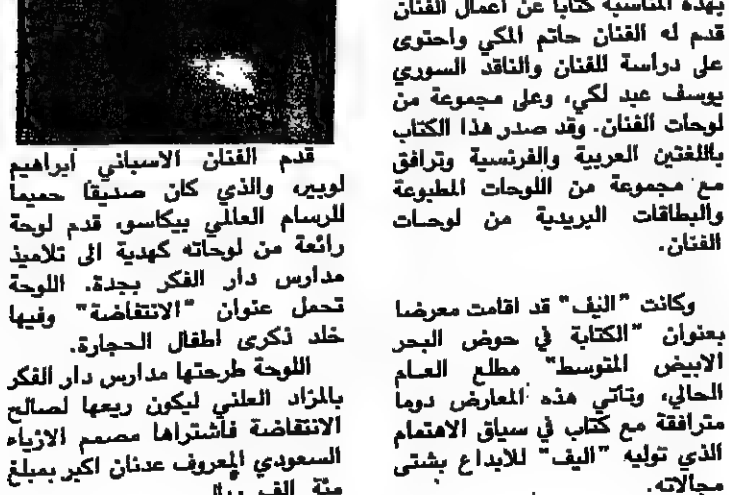 بهذه المناسبة كتابا عن أعمال الفنان
قدم له الفنان حاتم المكي واحتوى
على دراسة للفنان والناقد السوري
يوسف عبد لكي، وعلى مجموعة من
لوحات الفنان. وقد صدر هذا الكتاب
باللغتين العربية والفرنسية وترافق
مع مجموعة من اللوحات المطبوعة
والبطاقات البريدية من لوحات
الفنان.
وكانت "اليف" قد اقامت معرضا
بعنوان "الكتابة في حوض البحر
الابيض المتوسط" مطلع العام
الحالي، وتأتي هذه المعارض دوما
مترافقة مع كتاب في سياق الاهتمام
الذي توليه "اليف" للابداع بشتى
مجالاته.
قدم الفنان الاسباني ابراهيم
لوبير، والذي كان صديقا حميما
للرسام العالمي بيكاسو، قدم لوحة
رائعة من لوحاته كهدية الى تلاميذ
مدارس دار الفكر بجدة. اللوحة
تحمل عنوان "الانتفاضة" وفيها
خلد ذكرى اطفال الحجارة.
اللوحة طرحتها مدارس دار الفكر
بالمزاد العلني ليكون ريعها لصالح
الانتفاضة فأشتراها مصمم الازياء
السعودي المعروف عدنان اكبر بمبلغ
مئة الف ريال